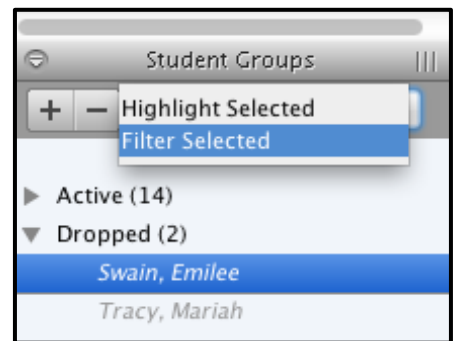 Student Groups
+ − Highlight Selected
Filter Selected
Active (14)
Dropped (2)
Swain, Emilee
Tracy, Mariah